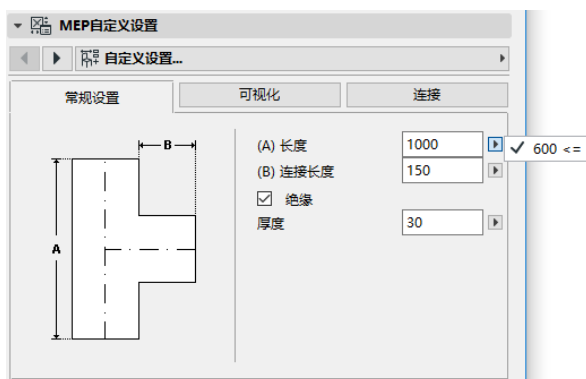 MEP自定义设置
自定义设置...
常规设置 可视化 连接
B
A
(A) 长度 1000
600 <=
(B) 连接长度 150
绝缘
厚度 30